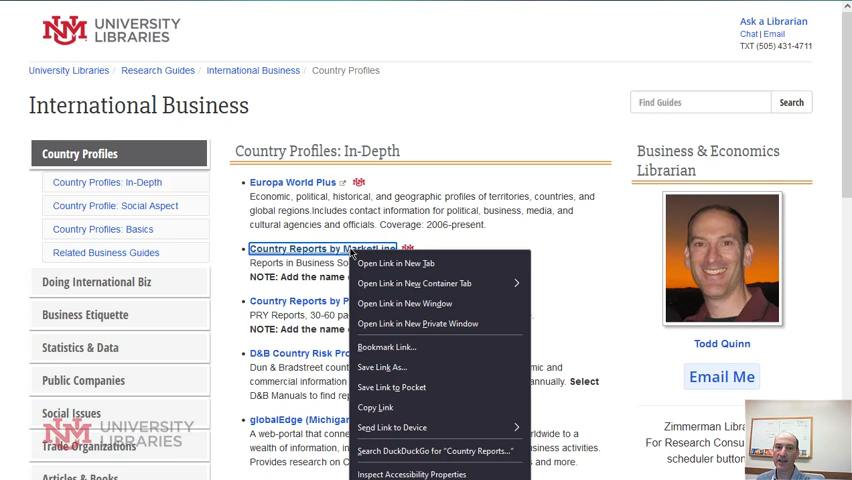 UNIVERSITY
LIBRARIES
Ask a Librarian
Chat | Email
TXT (505) 431-4711
University Libraries / Research Guides / International Business / Country Profiles
International Business
Find Guides
Search
Country Profiles
Country Profiles: In-Depth
Country Profile: Social Aspect
Country Profiles: Basics
Related Business Guides
Doing International Biz
Business Etiquette
Statistics & Data
Public Companies
Social Issues
Trade Organizations
Articles & Books
UNIVERSITY
LIBRARIES
Country Profiles: In-Depth
Europa World Plus
Economic, political, historical, and geographic profiles of territories, countries, and
global regions.Includes contact information for political, business, media, and
cultural agencies and officials. Coverage: 2006-present.
Country Reports by MarketLine
Reports in Business So
NOTE: Add the name
Country Reports by P
PRY Reports, 30-60 pa
NOTE: Add the name
D&B Country Risk Pro
Dun & Bradstreet count
commercial information
annually. Select
D&B Manuals to find rep
globalEdge (Michigan
A web-portal that conne
wealth of information, in
business activities.
Provides research on C
and more.
Open Link in New Tab
Open Link in New Container Tab
Open Link in New Window
Open Link in New Private Window
Bookmark Link...
Save Link As...
Save Link to Pocket
Copy Link
Send Link to Device
Search DuckDuckGo for "Country Reports..."
Inspect Accessibility Properties
Business & Economics
Librarian
Todd Quinn
Email Me
Zimmerman Libra
For Research Consu
scheduler button